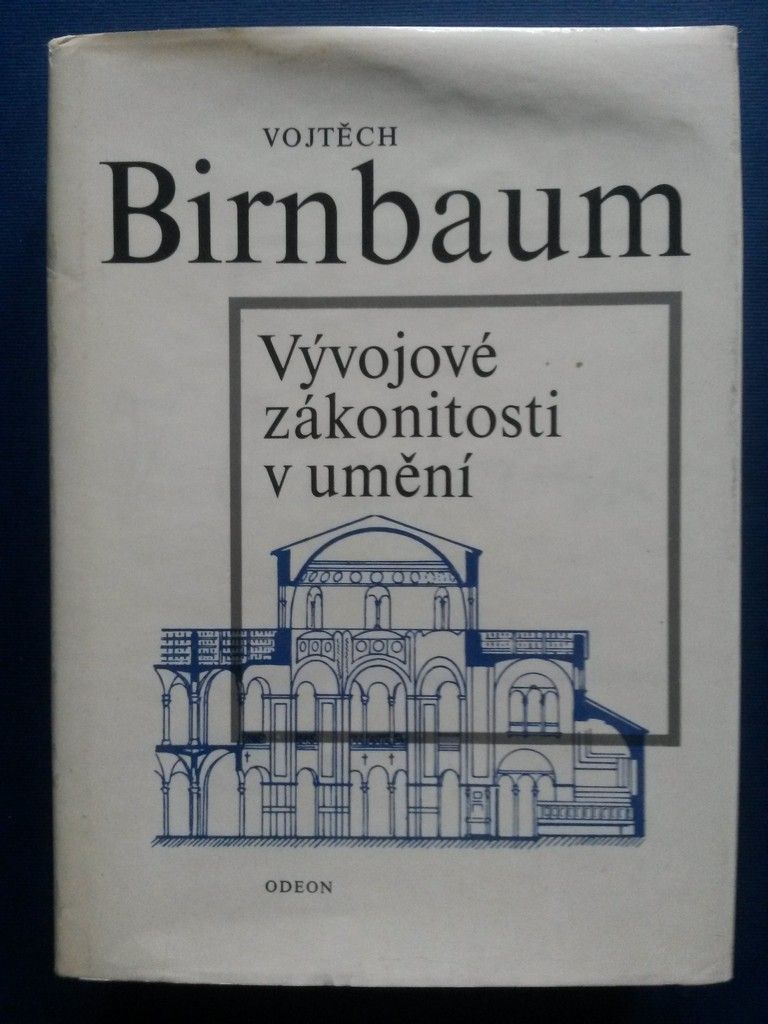 VOJTĚCH
Birnbaum
Vývojové
zákonitosti
v umění
ODEON